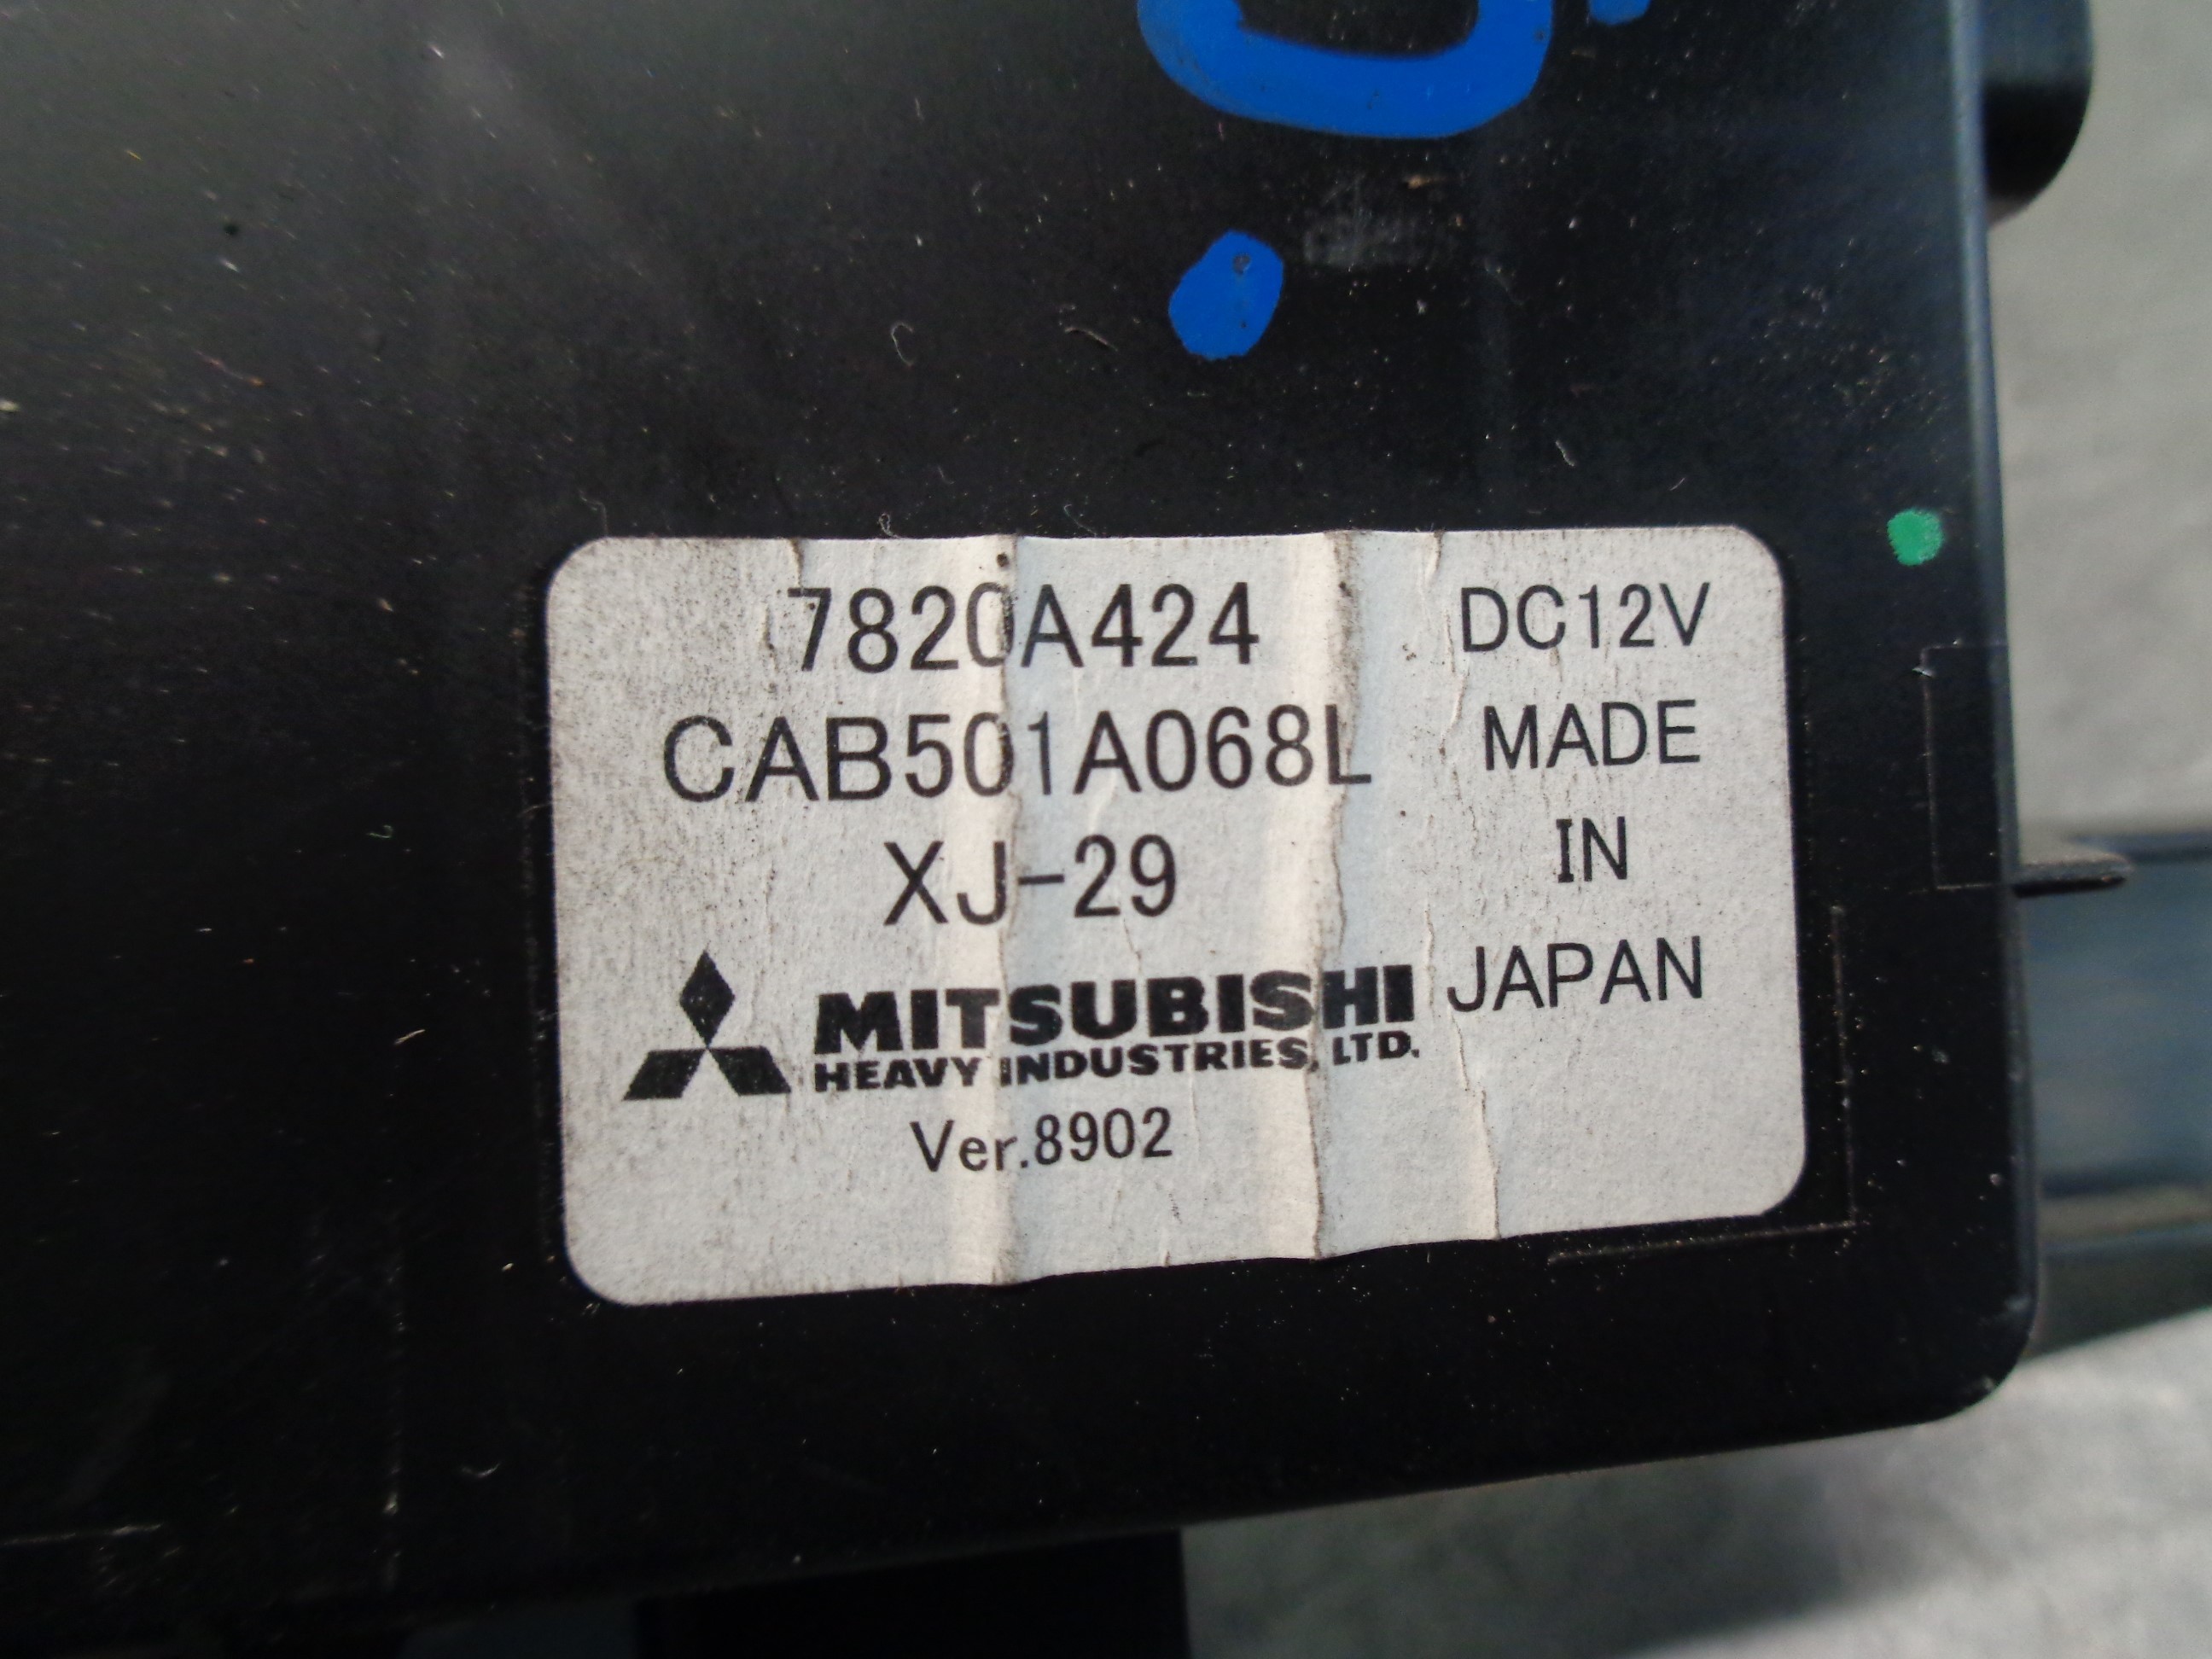 7820A424
CAB501A068L
XJ-29
MITSUBISHI
HEAVY INDUSTRIES, LTD.
Ver.8902
DC12V
MADE
IN
JAPAN